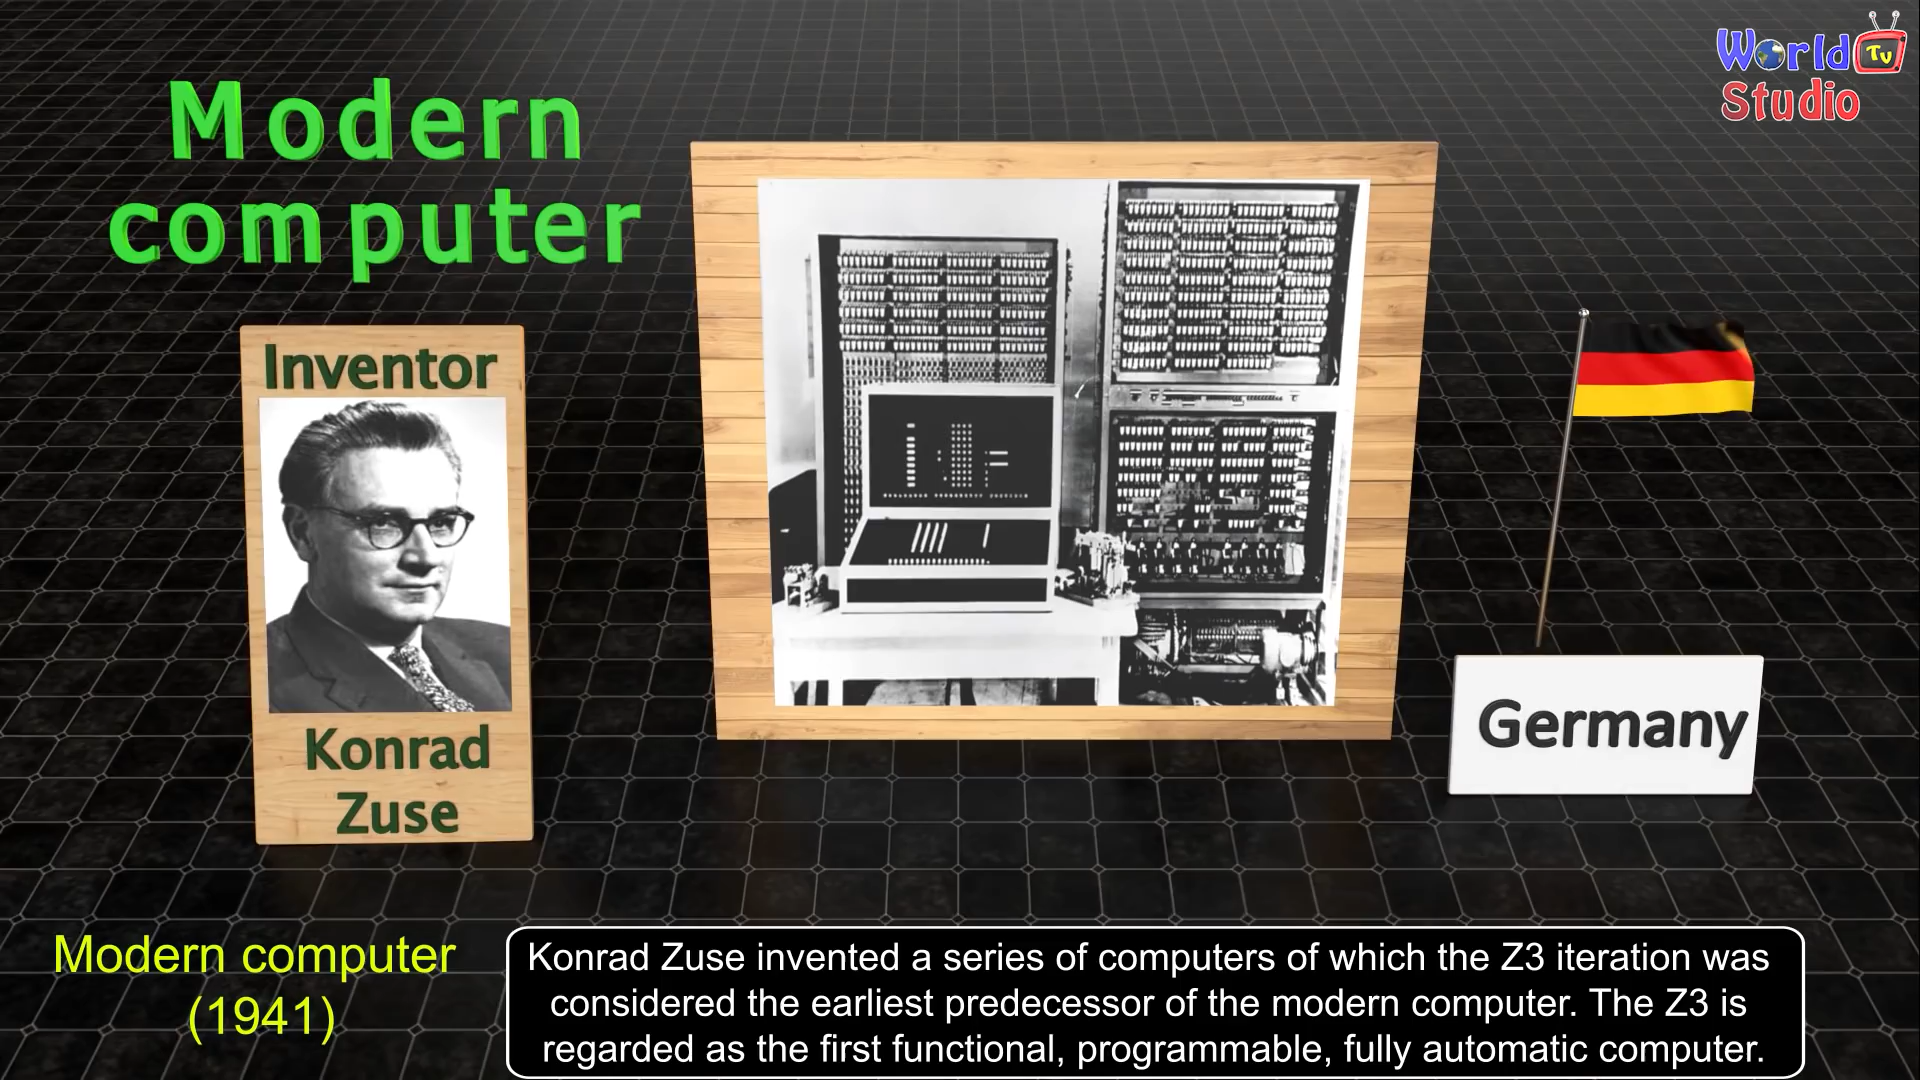 World Tv
Studio
Modern
computer
Inventor
Konrad
Zuse
Germany
Modern computer
(1941)
Konrad Zuse invented a series of computers of which the Z3 iteration was
considered the earliest predecessor of the modern computer. The Z3 is
regarded as the first functional, programmable, fully automatic computer.